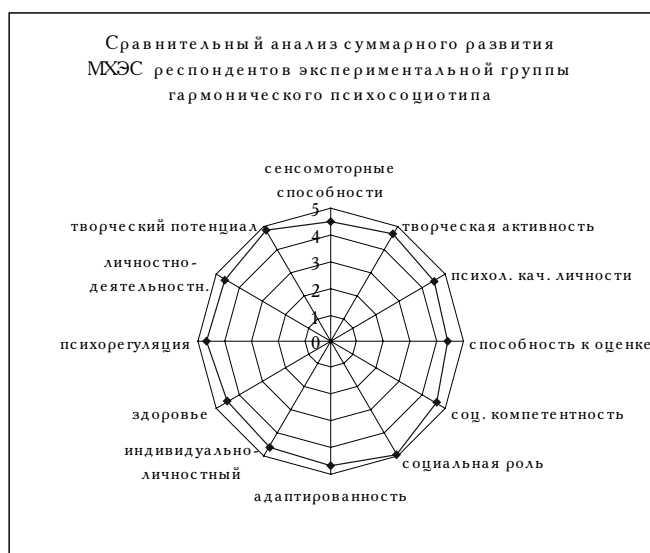 Сравнительный анализ суммарного развития
МХЭС респондентов экспериментальной группы
гармонического психосоциотипа
сенсомоторные
способности
творческий потенциал
творческая активность
личностно-
деятельностн.
психол. кач. личности
психорегуляция
способность к оценке
здоровье
соц. компетентность
индивидуально-
личностный
социальная роль
адаптированность
5
4
3
2
1
0